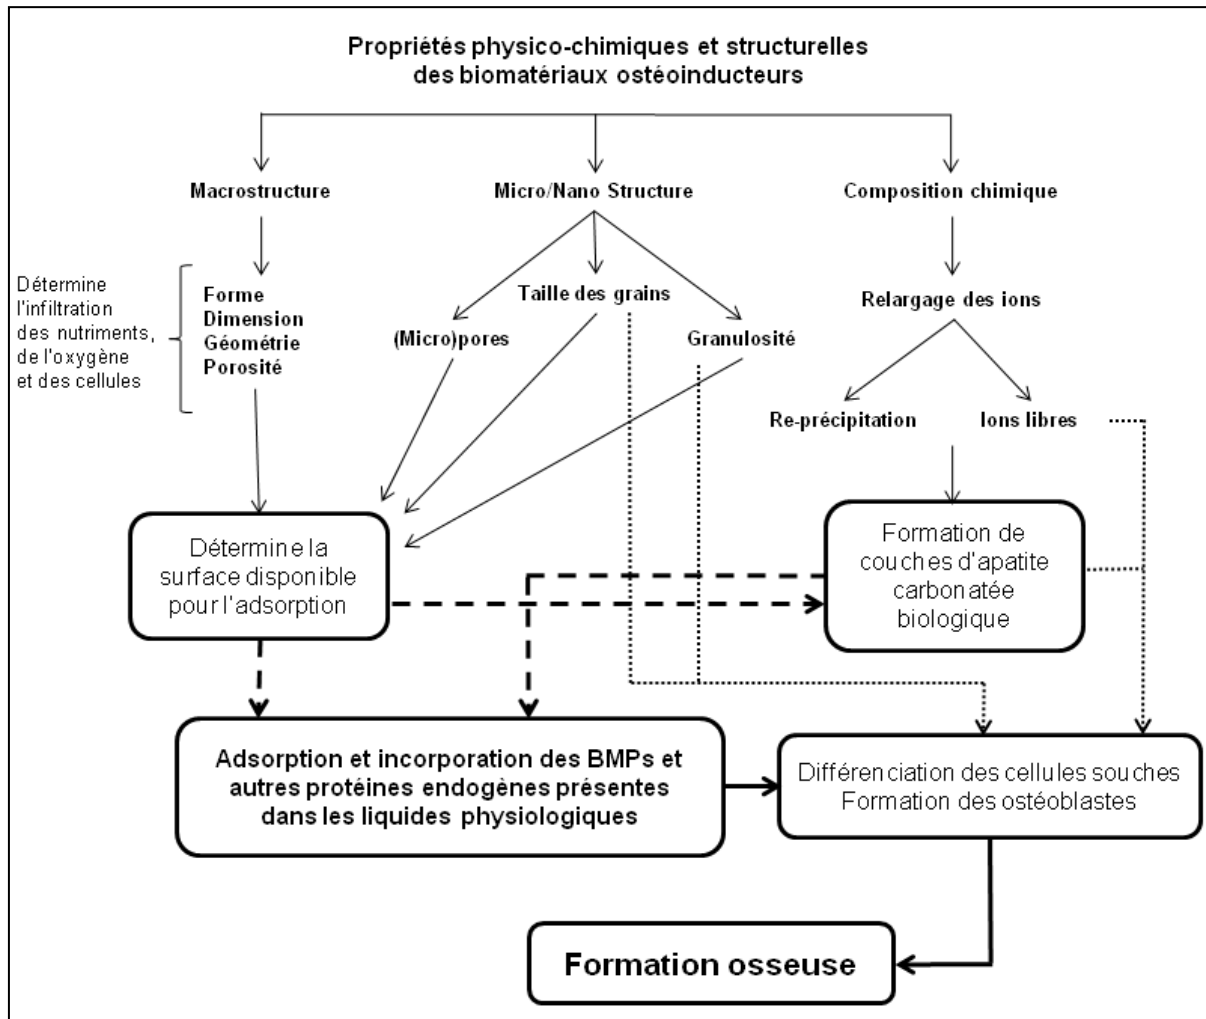 Propriétés physico-chimiques et structurelles
des biomatériaux ostéoinducteurs
Macrostructure
Micro/Nano Structure
Composition chimique
Détermine
l'infiltration
des nutriments,
de l'oxygène
et des cellules
Forme
Dimension
Géométrie
Porosité
Taille des grains
(Micro)pores
Granulosité
Relargage des ions
Re-précipitation
Ions libres
Détermine la
surface disponible
pour l'adsorption
Formation de
couches d'apatite
carbonatée
biologique
Adsorption et incorporation des BMPs et
autres protéines endogènes présentes
dans les liquides physiologiques
Différenciation des cellules souches
Formation des ostéoblastes
Formation osseuse